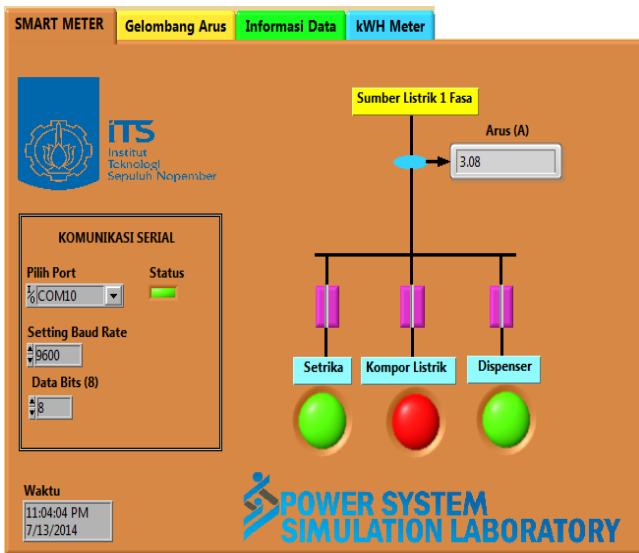 SMART METER
Gelombang Arus
Informasi Data
kWH Meter
ITS
Institut
Teknologi
Sepuluh Nopember
Sumber Listrik 1 Fasa
Arus (A)
3.08
KOMUNIKASI SERIAL
Pilih Port
Status
COM10
Setting Baud Rate
9600
Data Bits (8)
8
Setrika
Kompor Listrik
Dispenser
Waktu
11:04:04 PM
7/13/2014
POWER SYSTEM
SIMULATION LABORATORY